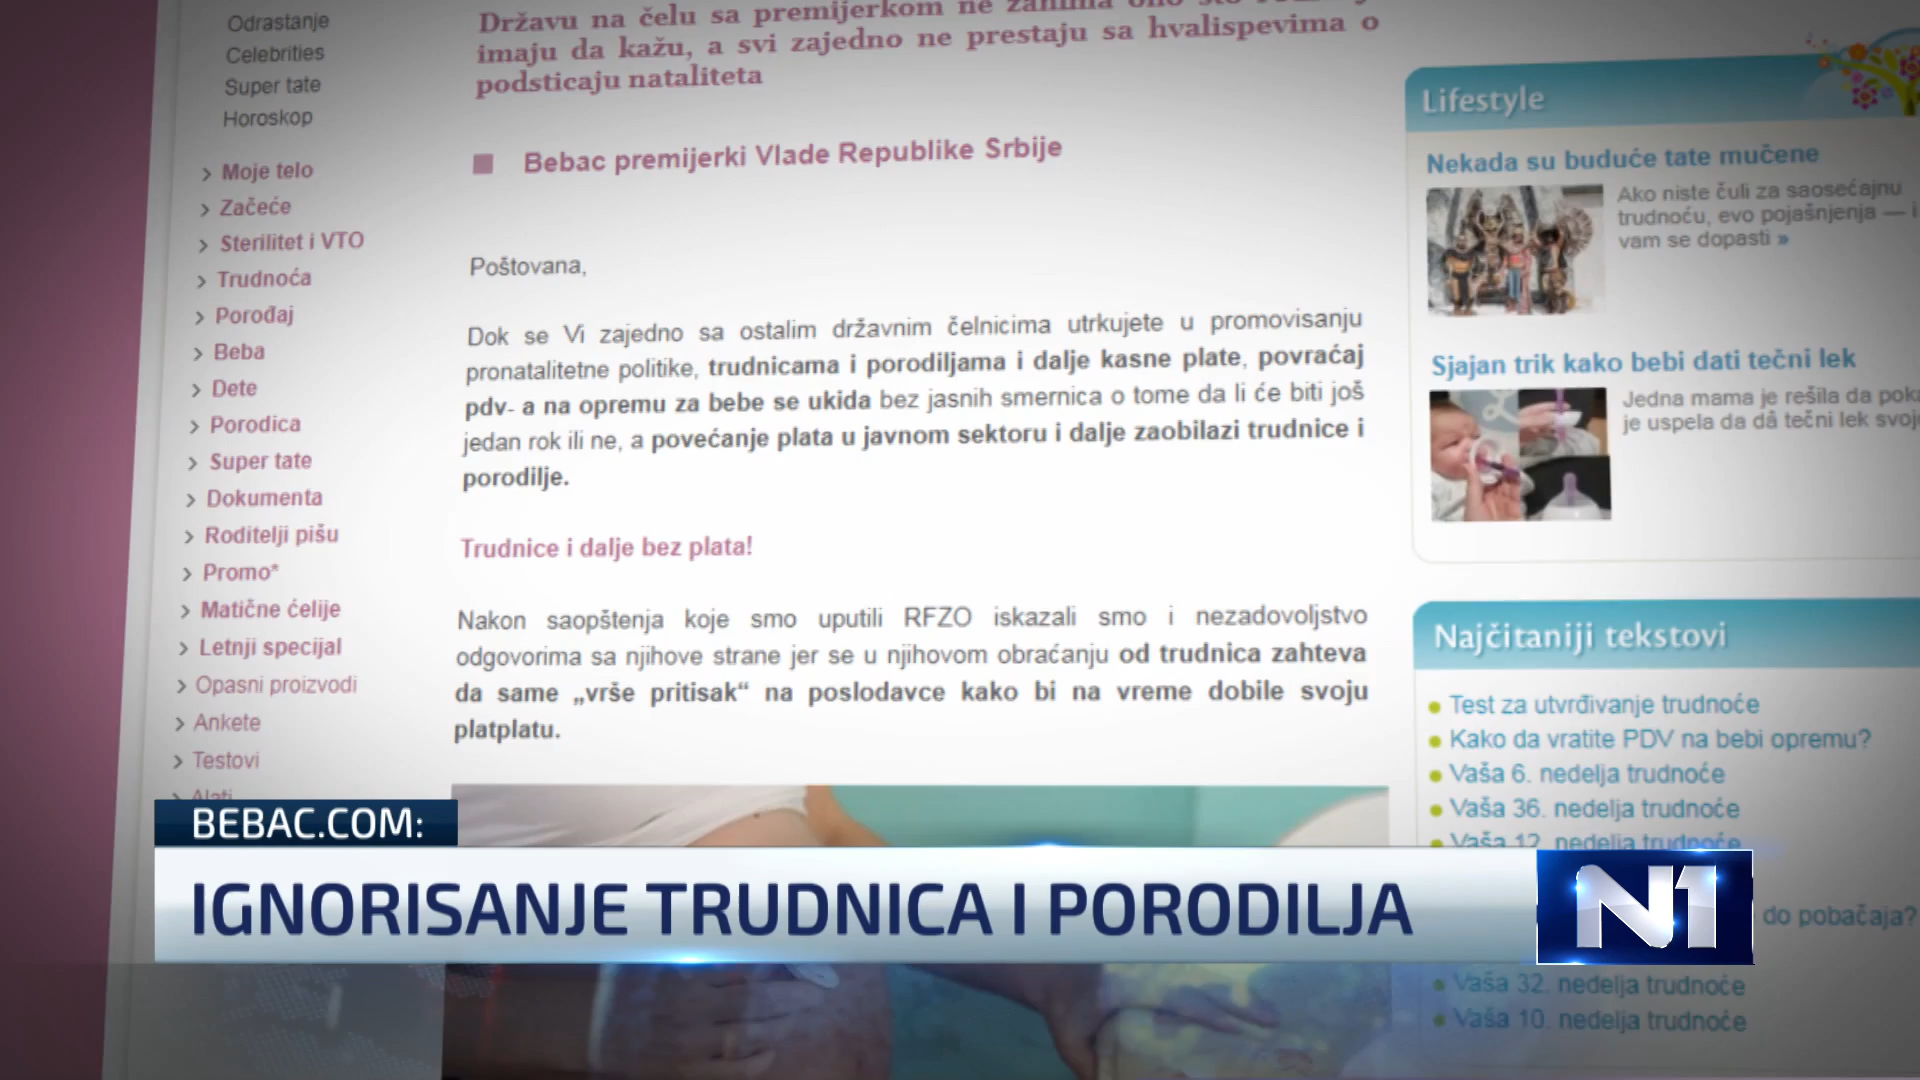 Odrastanje
Celebrities
Super tate
Horoskop
Moje telo
Začeće
Sterilitet i VTO
Trudnoća
Porođaj
Beba
Dete
Porodica
Super tate
Dokumenta
Roditelji pišu
Promo*
Matične ćelije
Letnji specijal
Opasni proizvodi
Ankete
Testovi
Alati
Državu na čelu sa premijerkom ne zanima ono što
imaju da kažu, a svi zajedno ne prestaju sa hvalispevima o
podsticaju nataliteta
Bebac premijerki Vlade Republike Srbije
Poštovana,
Dok se Vi zajedno sa ostalim državnim čelnicima utrkujete u promovisanju
pronatalitetne politike, trudnicama i porodiljama i dalje kasne plate, povraćaj
pdv- a na opremu za bebe se ukida bez jasnih smernica o tome da li će biti još
jedan rok ili ne, a povećanje plata u javnom sektoru i dalje zaobilazi trudnice i
porodilje.
Trudnice i dalje bez plata!
Nakon saopštenja koje smo uputili RFZO iskazali smo i nezadovoljstvo
odgovorima sa njihove strane jer se u njihovom obraćanju od trudnica zahteva
da same „vrše pritisak“ na poslodavce kako bi na vreme dobile svoju
platplatu.
Lifestyle
Nekada su buduće tate mučene
Ako niste čuli za saosećajnu
trudnoću, evo pojašnjenja — i
vam se dopasti »
Sjajan trik kako bebi dati tečni lek
Jedna mama je rešila da
je uspela da dâ tečni lek
Najčitaniji tekstovi
Test za utvrđivanje trudnoće
Kako da vratite PDV na bebi opremu?
Vaša 6. nedelja trudnoće
Vaša 36. nedelja trudnoće
Vaša 12. nedelja trudnoće
do pobačaja?
Vaša 32. nedelja trudnoće
Vaša 10. nedelja trudnoće
BEBAC.COM:
IGNORISANJE TRUDNICA I PORODILJA
N1